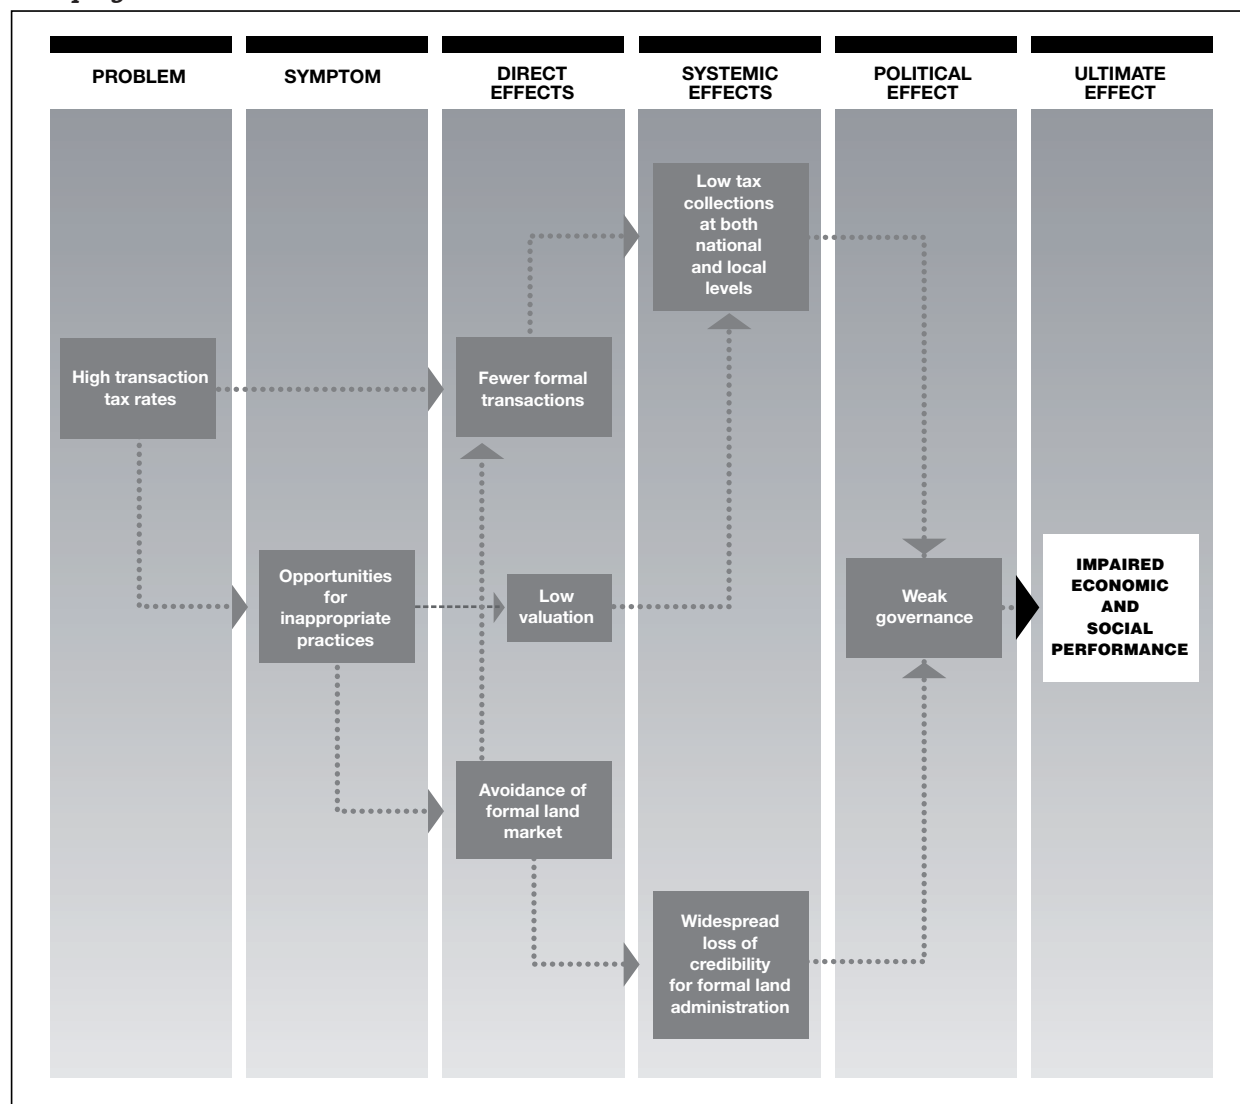 PROBLEM
SYMPTOM
DIRECT
EFFECTS
SYSTEMIC
EFFECTS
POLITICAL
EFFECT
ULTIMATE
EFFECT
Low tax
collections
at both
national
and local
levels
High transaction
tax rates
Fewer formal
transactions
Opportunities
for
inappropriate
practices
Low
valuation
Weak
governance
IMPAIRED
ECONOMIC
AND
SOCIAL
PERFORMANCE
Avoidance of
formal land
market
Widespread
loss of
credibility
for formal land
administration